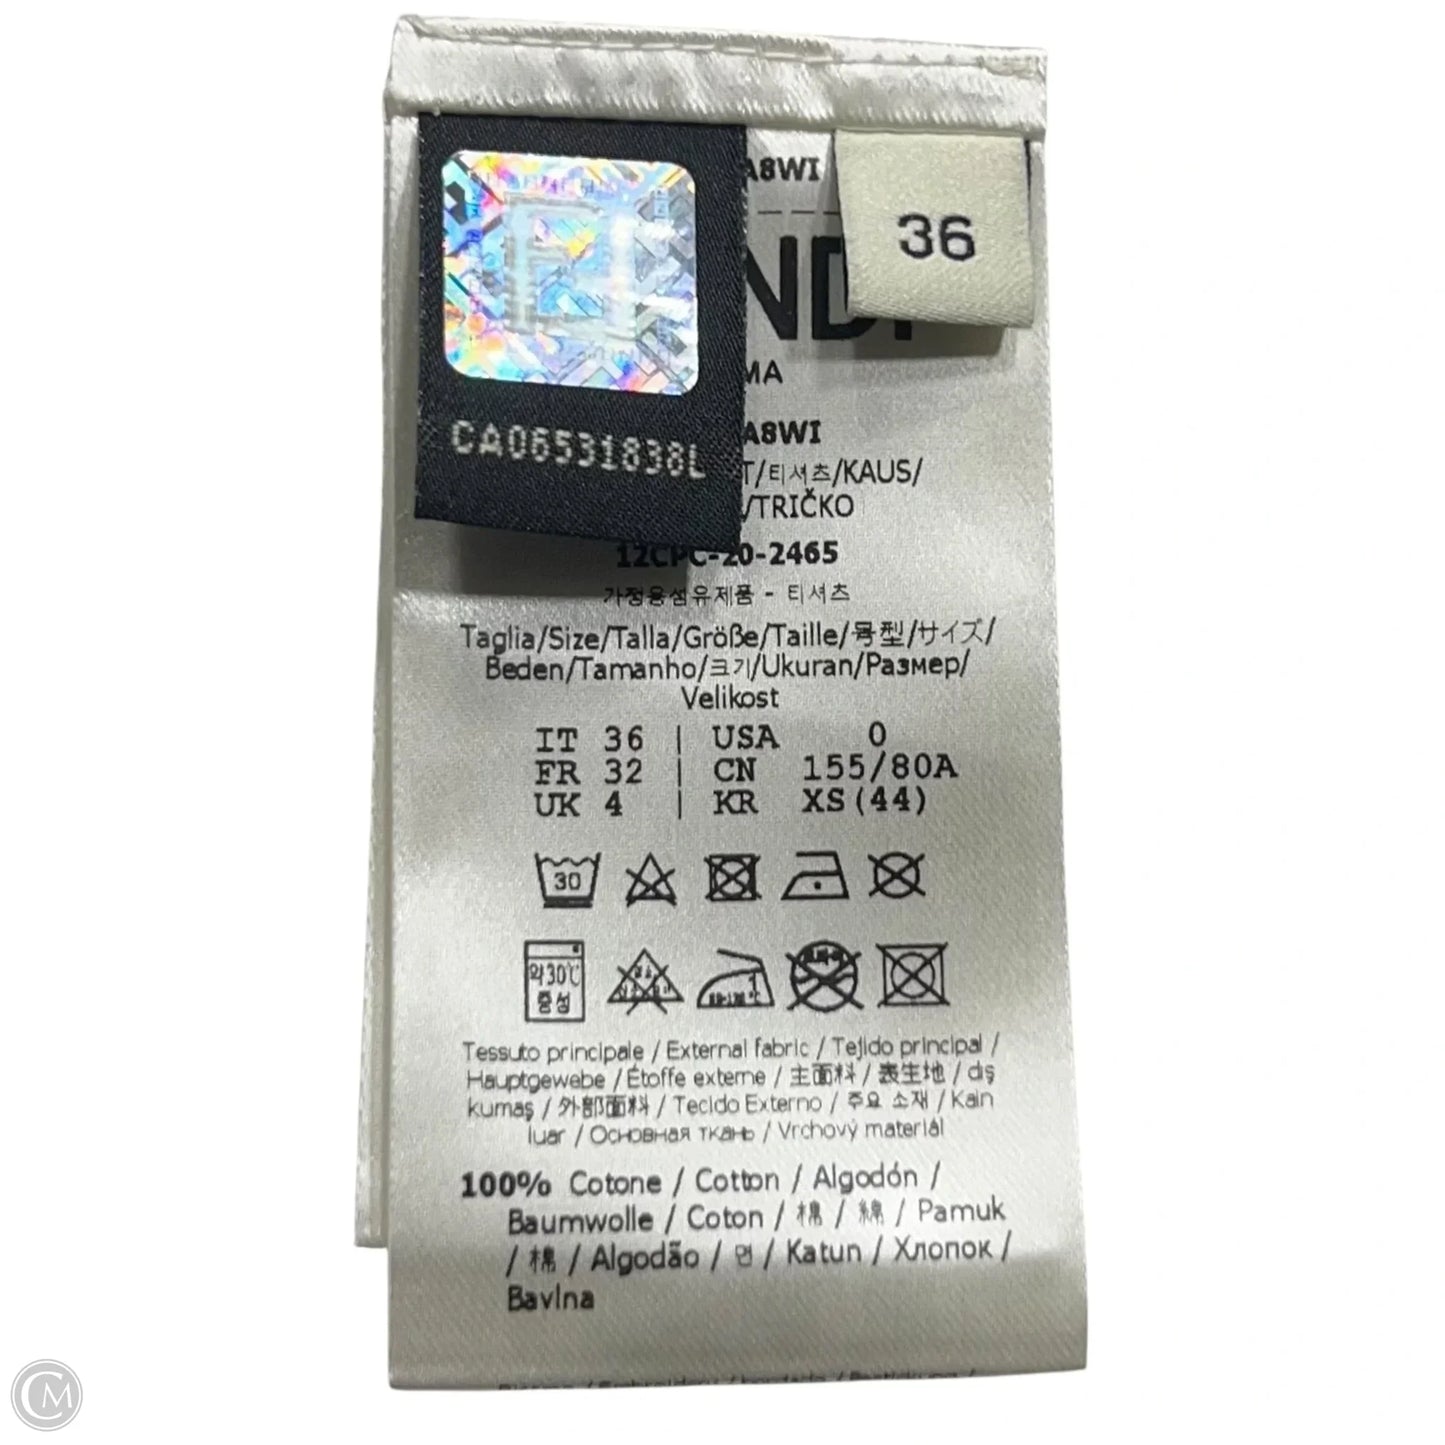 A8WI
36
ND
MA
CA06531838L
A8WI
T/티셔츠/KAUS/
/TRIČKO
12CPC-20-2465
가정용섬유제품 - 티셔츠
Taglia/Size/Talla/Größe/Taille/号型/サイズ/
Beden/Tamanho/크기/Ukuran/Размер/
Velikost
IT 36 | USA 0
FR 32 | CN 155/80A
UK 4 | KR XS(44)
30
약30℃
중성
Tessuto principale / External fabric / Tejido principal /
Hauptgewebe / Étoffe externe / 主面料 / 表生地 / dış
kumaş / 外部面料 / Tecido Externo / 주요 소재 / Kain
luar / Основная ткань / Vrchový materiál
100% Cotone / Cotton / Algodón /
Baumwolle / Coton / 棉 / 綿 / Pamuk
/ 棉 / Algodão / 면 / Katun / Хлопок /
Bavlna
CM